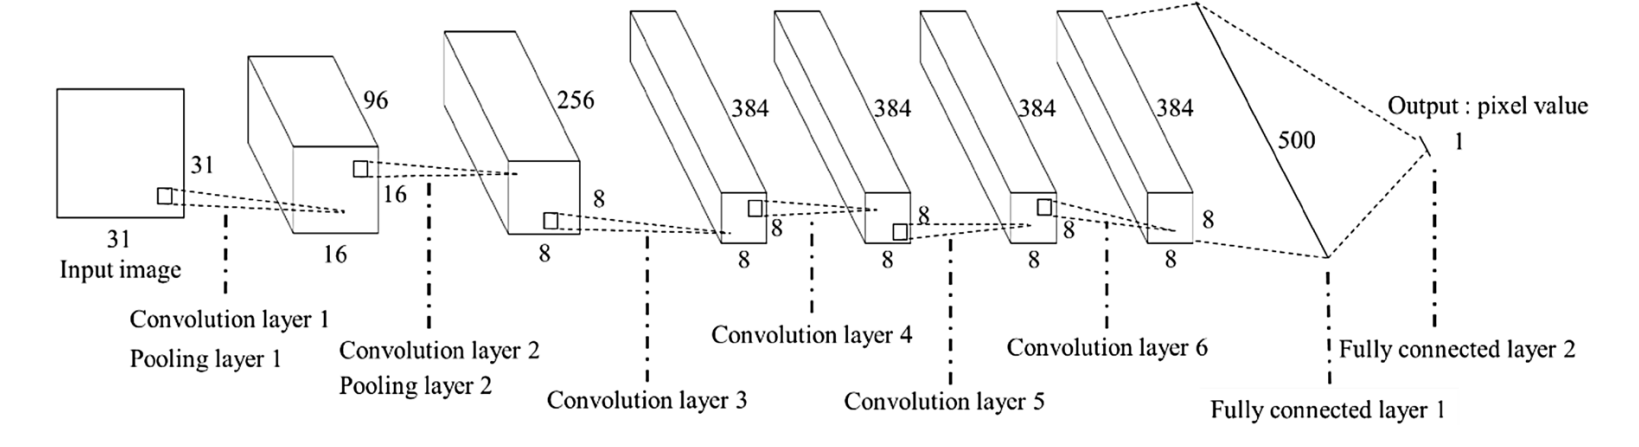 31
31
Input image
Convolution layer 1
Pooling layer 1
96
16
16
Convolution layer 2
Pooling layer 2
256
8
8
Convolution layer 3
384
8
8
Convolution layer 4
384
8
8
Convolution layer 5
384
8
8
Convolution layer 6
384
8
8
500
Fully connected layer 1
Output : pixel value
1
Fully connected layer 2